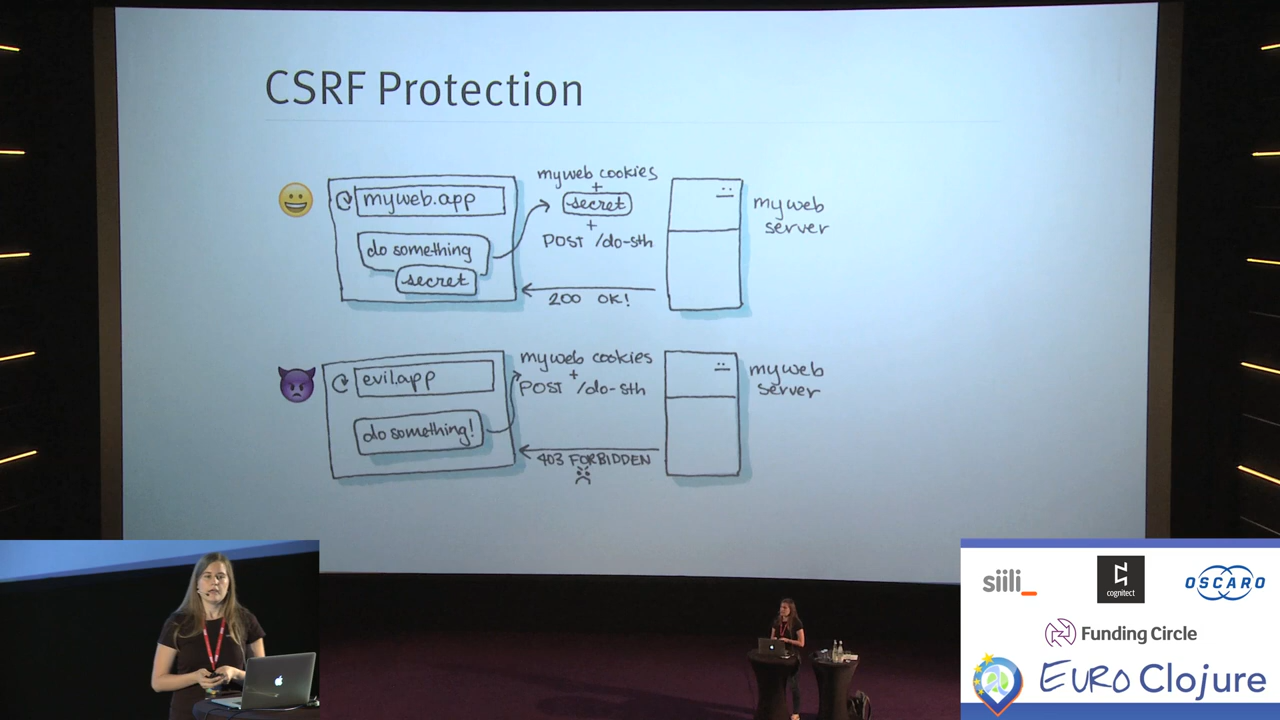 CSRF Protection
myweb.app
do something
secret
myweb cookies
+
secret
+
POST /do-sth
200 OK!
myweb
server
evil.app
do something!
myweb cookies
+
POST /do-sth
403 FORBIDDEN
myweb
server
siili_
cognitect
OSCARO
Funding Circle
EURO Clojure